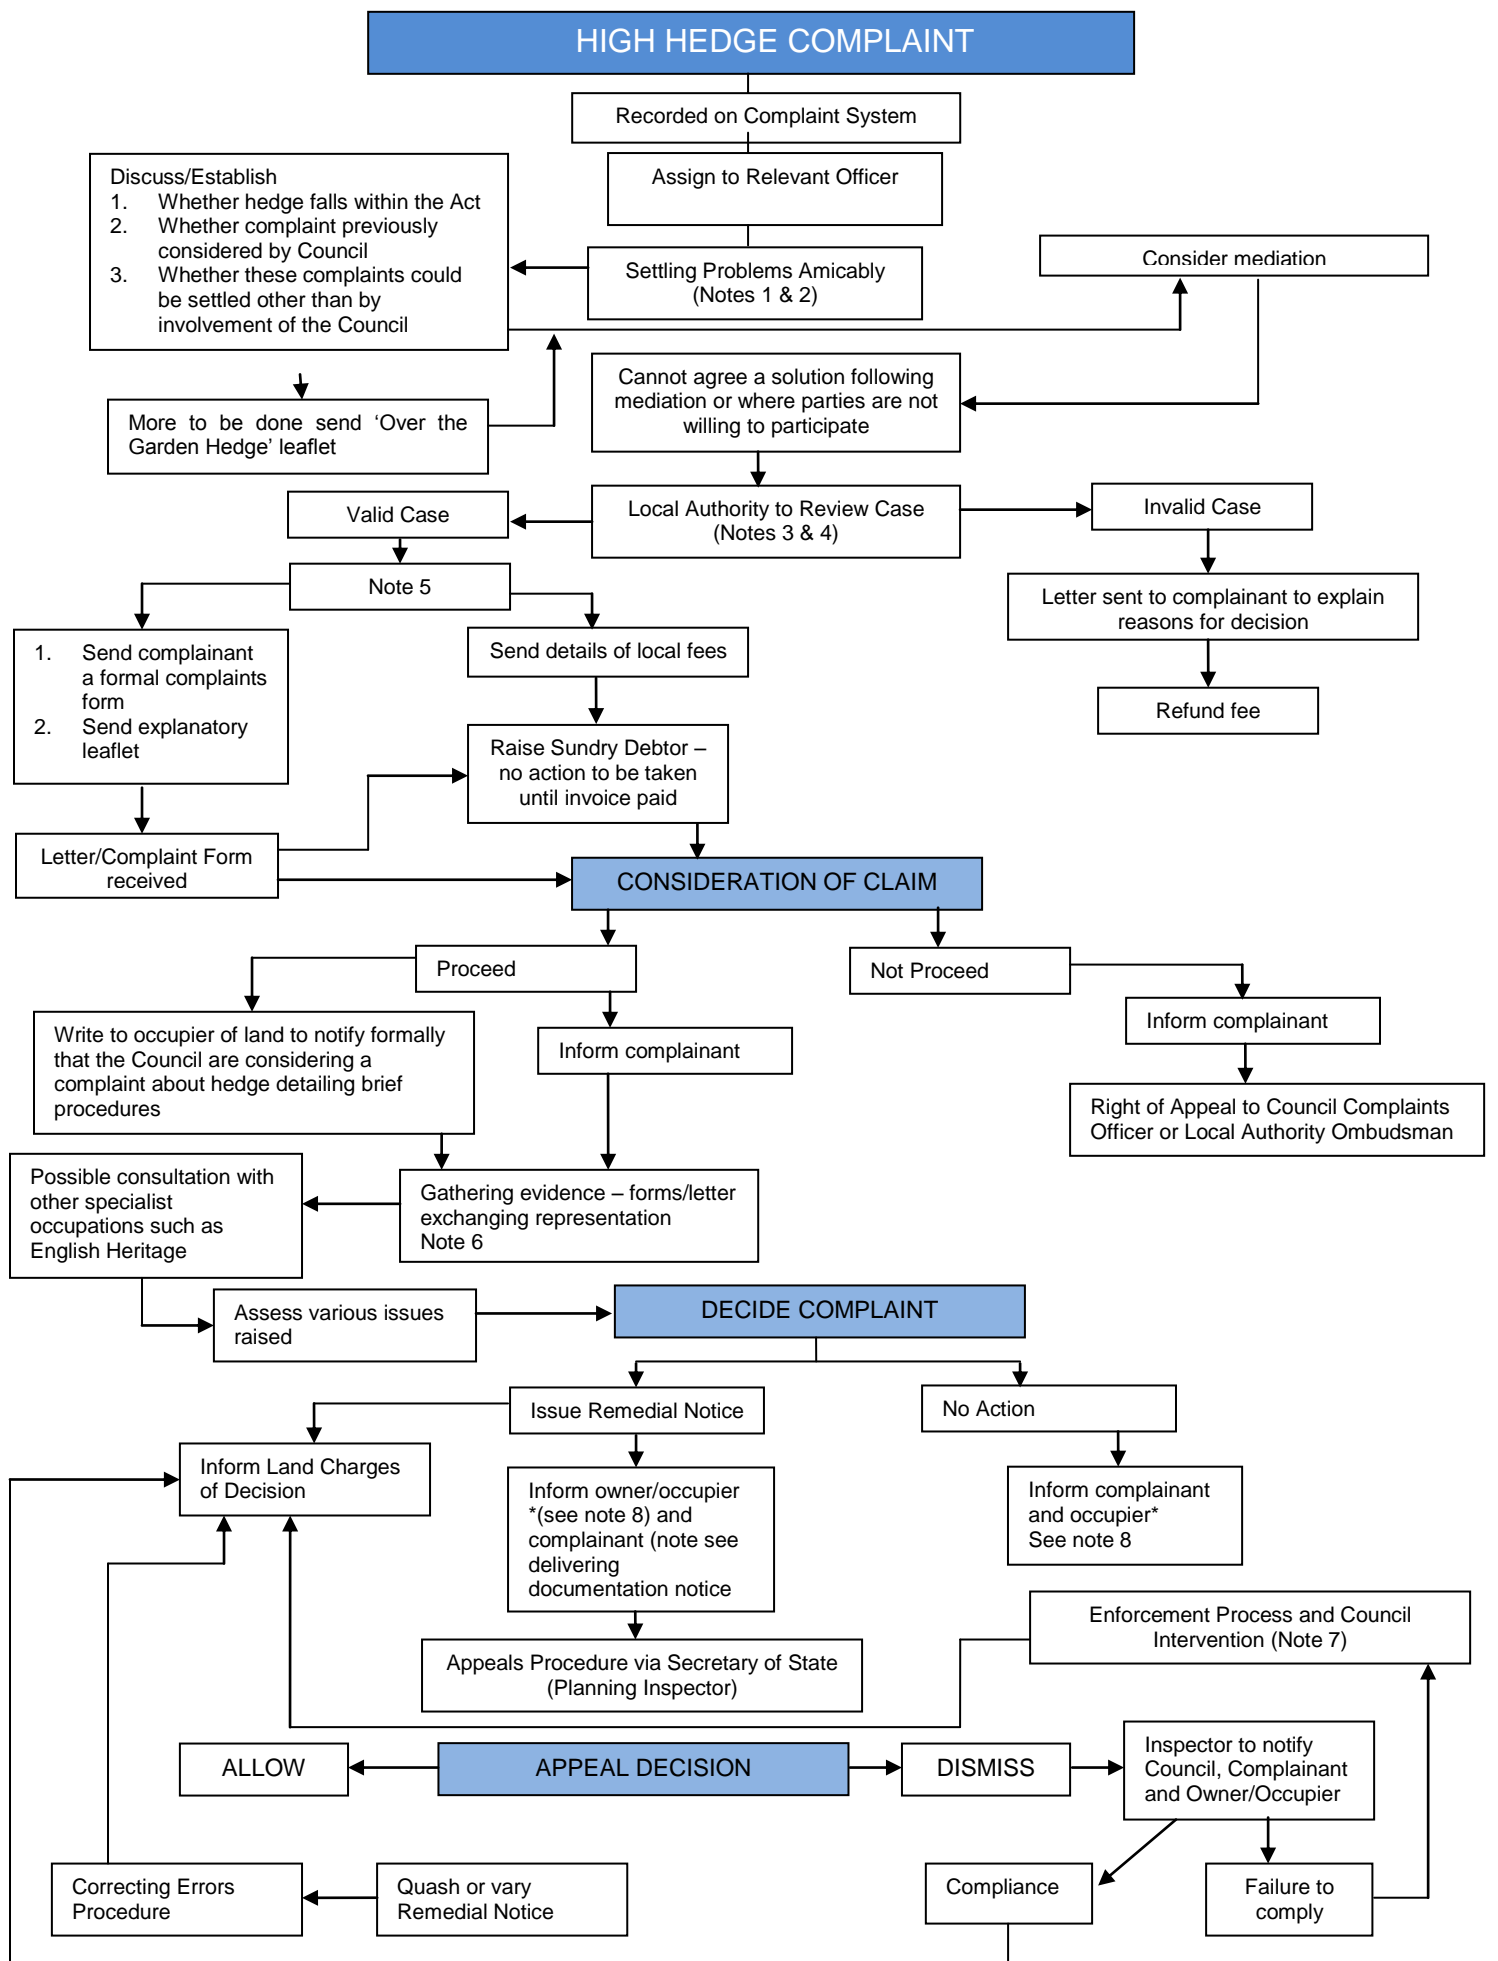 HIGH HEDGE COMPLAINT
Recorded on Complaint System
Assign to Relevant Officer
Discuss/Establish
1. Whether hedge falls within the Act
2. Whether complaint previously
considered by Council
3. Whether these complaints could
be settled other than by
involvement of the Council
Settling Problems Amicably
(Notes 1 & 2)
Consider mediation
Cannot agree a solution following
mediation or where parties are not
willing to participate
More to be done send ‘Over the
Garden Hedge’ leaflet
Valid Case
Local Authority to Review Case
(Notes 3 & 4)
Invalid Case
Note 5
Letter sent to complainant to explain
reasons for decision
1. Send complainant
a formal complaints
form
2. Send explanatory
leaflet
Send details of local fees
Refund fee
Raise Sundry Debtor –
no action to be taken
until invoice paid
Letter/Complaint Form
received
CONSIDERATION OF CLAIM
Proceed
Not Proceed
Write to occupier of land to notify formally
that the Council are considering a
complaint about hedge detailing brief
procedures
Inform complainant
Inform complainant
Right of Appeal to Council Complaints
Officer or Local Authority Ombudsman
Possible consultation with
other specialist
occupations such as
English Heritage
Gathering evidence – forms/letter
exchanging representation
Note 6
Assess various issues
raised
DECIDE COMPLAINT
Issue Remedial Notice
No Action
Inform Land Charges
of Decision
Inform owner/occupier
*(see note 8) and
complainant (note see
delivering
documentation notice
Inform complainant
and occupier*
See note 8
Enforcement Process and Council
Intervention (Note 7)
Appeals Procedure via Secretary of State
(Planning Inspector)
ALLOW
APPEAL DECISION
DISMISS
Inspector to notify
Council, Complainant
and Owner/Occupier
Correcting Errors
Procedure
Quash or vary
Remedial Notice
Compliance
Failure to
comply